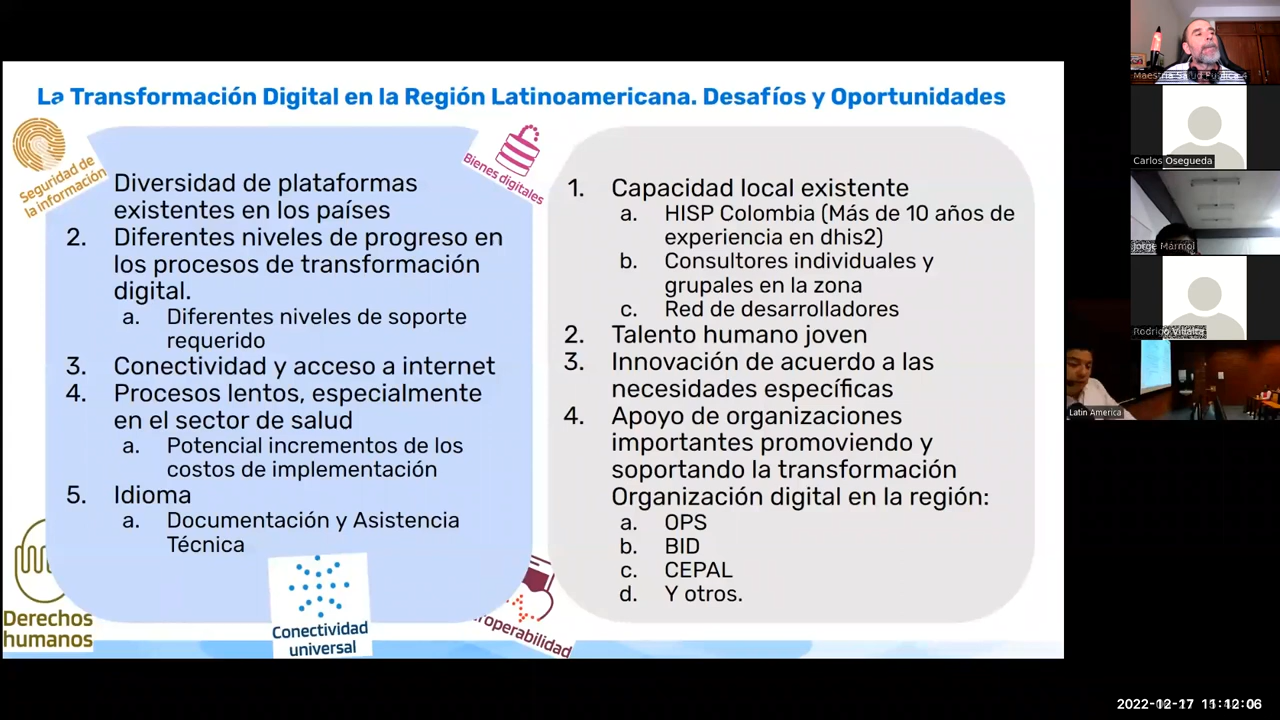 La Transformación Digital en la Región Latinoamericana. Desafíos y Oportunidades
Seguridad de
la información
Bienes digitales
Diversidad de plataformas
existentes en los países
2. Diferentes niveles de progreso en
los procesos de transformación
digital.
a. Diferentes niveles de soporte
requerido
3. Conectividad y acceso a internet
4. Procesos lentos, especialmente
en el sector de salud
a. Potencial incrementos de los
costos de implementación
5. Idioma
a. Documentación y Asistencia
Técnica
Derechos
humanos
Conectividad
universal
roperabilidad
1. Capacidad local existente
a. HISP Colombia (Más de 10 años de
experiencia en dhis2)
b. Consultores individuales y
grupales en la zona
c. Red de desarrolladores
2. Talento humano joven
3. Innovación de acuerdo a las
necesidades específicas
4. Apoyo de organizaciones
importantes promoviendo y
soportando la transformación
Organización digital en la región:
a. OPS
b. BID
c. CEPAL
d. Y otros.
Carlos Osegueda
Jorge Marmol
Rodrigo
Latin America
2022-12-17 11:12:06